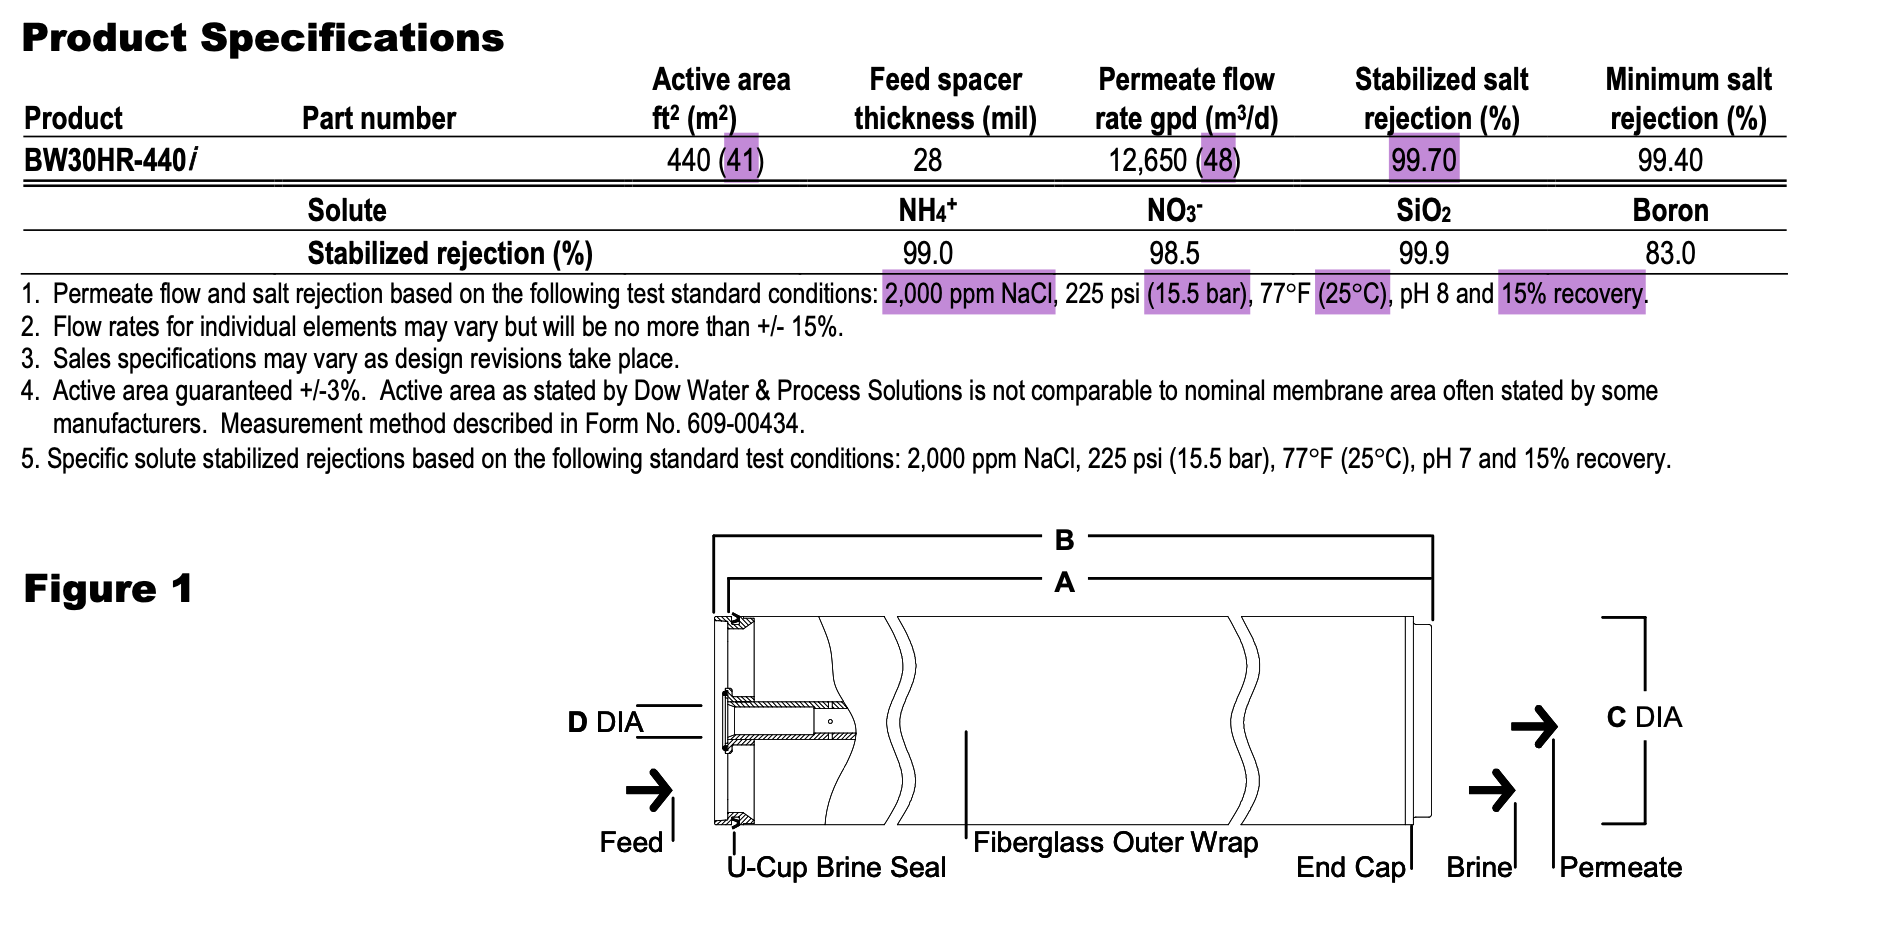 Product Specifications
Active area Feed spacer Permeate flow Stabilized salt Minimum salt
Product Part number ft² (m²) thickness (mil) rate gpd (m³/d) rejection (%) rejection (%)
BW30HR-440i 440 (41) 28 12,650 (48) 99.70 99.40
Solute NH₄⁺ NO₃⁻ SiO₂ Boron
Stabilized rejection (%) 99.0 98.5 99.9 83.0
1. Permeate flow and salt rejection based on the following test standard conditions: 2,000 ppm NaCl, 225 psi (15.5 bar), 77°F (25°C), pH 8 and 15% recovery.
2. Flow rates for individual elements may vary but will be no more than +/- 15%.
3. Sales specifications may vary as design revisions take place.
4. Active area guaranteed +/-3%. Active area as stated by Dow Water & Process Solutions is not comparable to nominal membrane area often stated by some
manufacturers. Measurement method described in Form No. 609-00434.
5. Specific solute stabilized rejections based on the following standard test conditions: 2,000 ppm NaCl, 225 psi (15.5 bar), 77°F (25°C), pH 7 and 15% recovery.
Figure 1
B
A
D DIA
C DIA
Feed
Fiberglass Outer Wrap
U-Cup Brine Seal
End Cap
Brine
Permeate